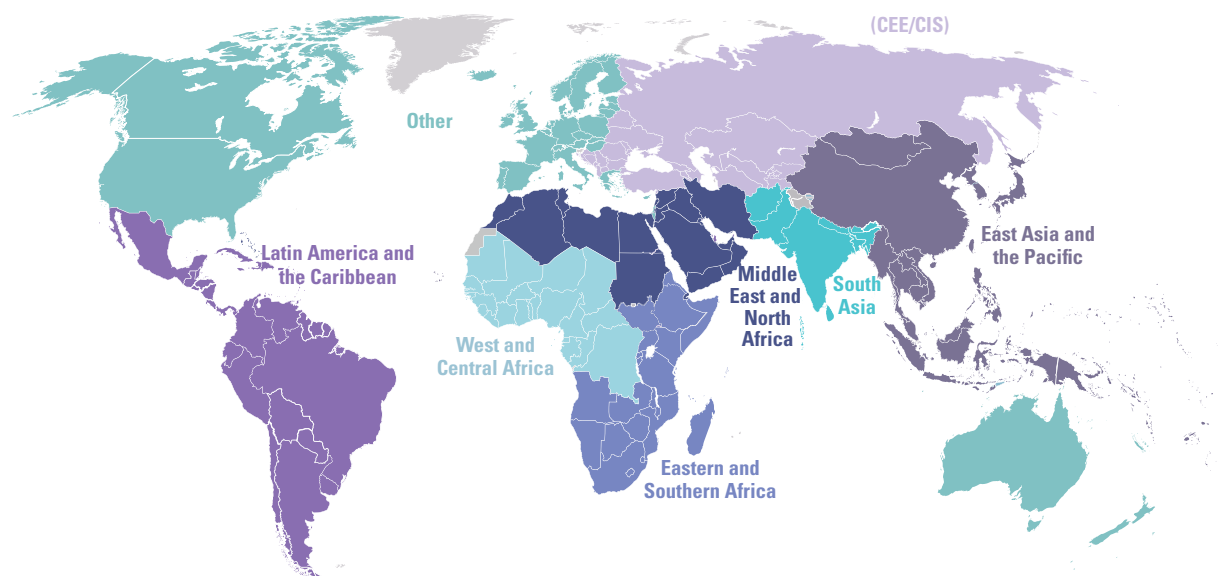 (CEE/CIS)
Other
Latin America and
the Caribbean
East Asia and
the Pacific
Middle
East and
North
Africa
South
Asia
West and
Central Africa
Eastern and
Southern Africa